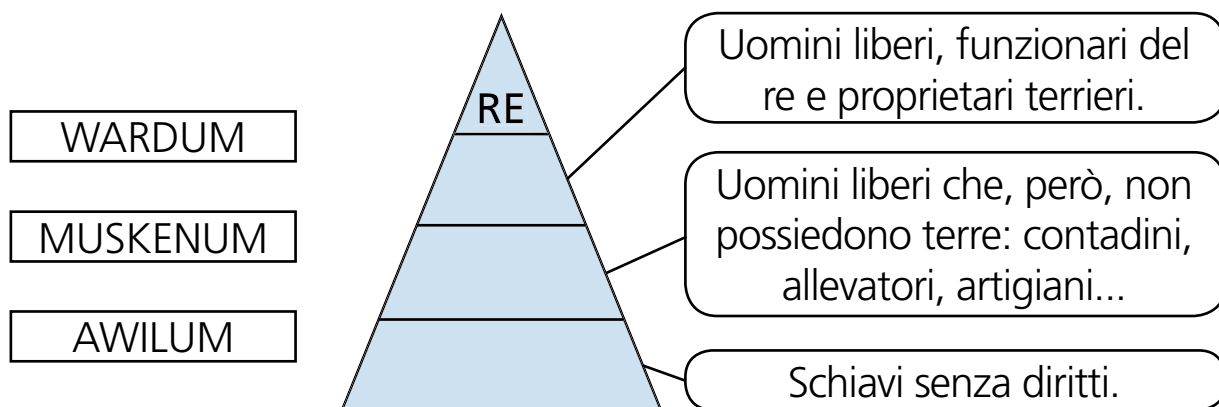 WARDUM
MUSKENUM
AWILUM
RE
Uomini liberi, funzionari del
re e proprietari terrieri.
Uomini liberi che, però, non
possiedono terre: contadini,
allevatori, artigiani...
Schiavi senza diritti.